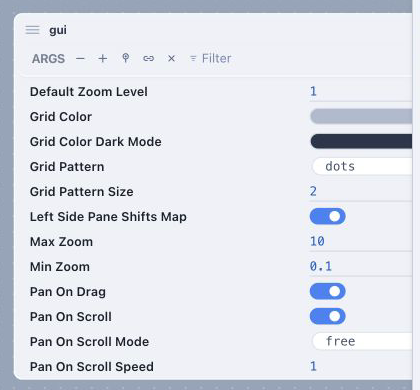 gui
ARGS Filter
Default Zoom Level 1
Grid Color
Grid Color Dark Mode
Grid Pattern dots
Grid Pattern Size 2
Left Side Pane Shifts Map
Max Zoom 10
Min Zoom 0.1
Pan On Drag
Pan On Scroll
Pan On Scroll Mode free
Pan On Scroll Speed 1